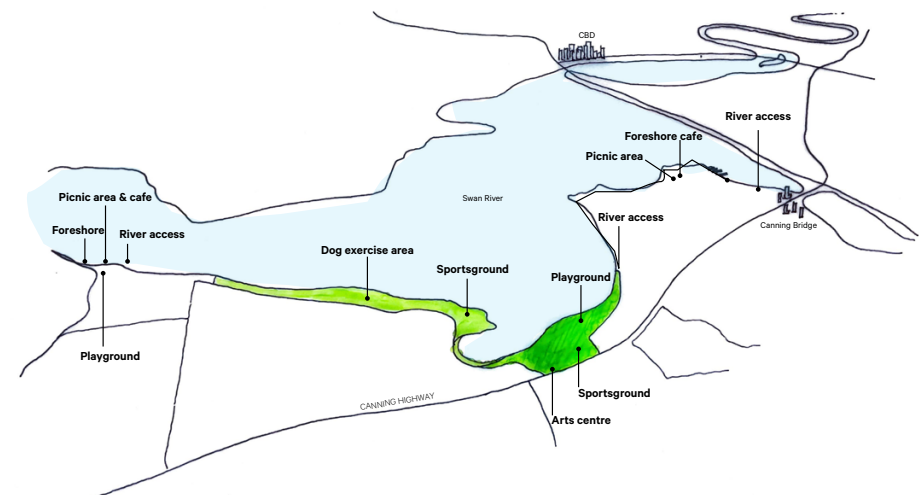 CBD
River access
Foreshore cafe
Picnic area
Picnic area & cafe
Swan River
River access
Canning Bridge
Foreshore
River access
Dog exercise area
Sportsground
Playground
Playground
Sportsground
CANNING HIGHWAY
Arts centre